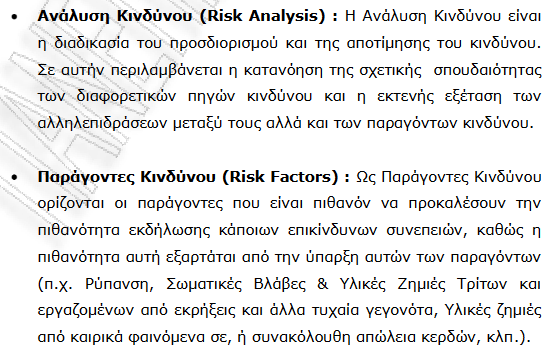 • Ανάλυση Κινδύνου (Risk Analysis) : Η Ανάλυση Κινδύνου είναι
η διαδικασία του προσδιορισμού και της αποτίμησης του κινδύνου.
Σε αυτήν περιλαμβάνεται η κατανόηση της σχετικής σπουδαιότητας
των διαφορετικών πηγών κινδύνου και η εκτενής εξέταση των
αλληλεπιδράσεων μεταξύ τους αλλά και των παραγόντων κινδύνου.
• Παράγοντες Κινδύνου (Risk Factors) : Ως Παράγοντες Κινδύνου
ορίζονται οι παράγοντες που είναι πιθανόν να προκαλέσουν την
πιθανότητα εκδήλωσης κάποιων επικίνδυνων συνεπειών, καθώς η
πιθανότητα αυτή εξαρτάται από την ύπαρξη αυτών των παραγόντων
(π.χ. Ρύπανση, Σωματικές Βλάβες & Υλικές Ζημιές Τρίτων και
εργαζομένων από εκρήξεις και άλλα τυχαία γεγονότα, Υλικές ζημιές
από καιρικά φαινόμενα σε, ή συνακόλουθη απώλεια κερδών, κλπ.).